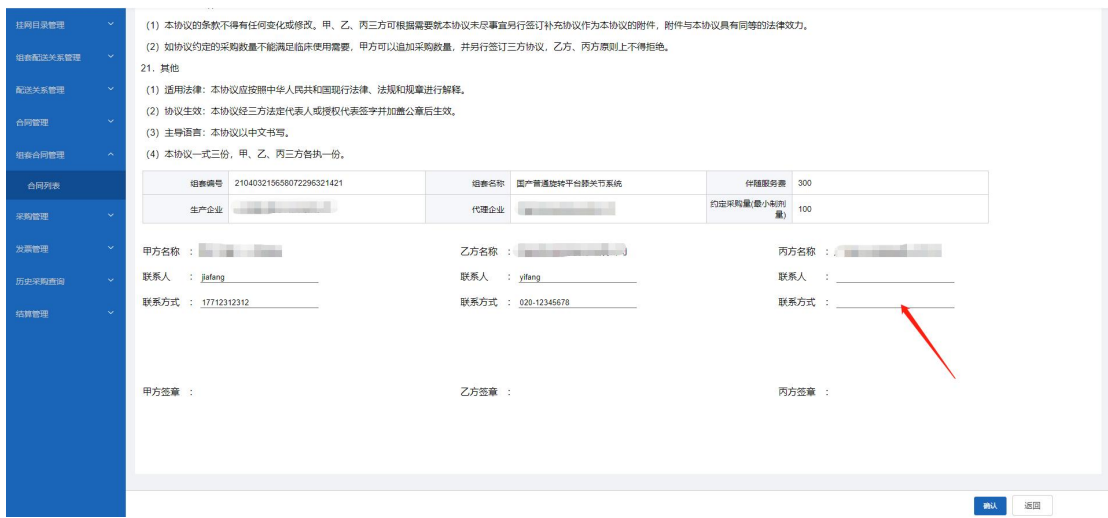 挂网目录管理
组套配送关系管理
配送关系管理
合同管理
组套合同管理
合同列表
采购管理
发票管理
历史采购查询
结算管理
(1) 本协议的条款不得有任何变化或修改。甲、乙、丙三方可根据需要就本协议未尽事宜另行签订补充协议作为本协议的附件，附件与本协议具有同等的法律效力。
(2) 如协议约定的采购数量不能满足临床使用需要，甲方可以追加采购数量，并另行签订三方协议，乙方、丙方原则上不得拒绝。
21. 其他
(1) 适用法律：本协议应按照中华人民共和国现行法律、法规和规章进行解释。
(2) 协议生效：本协议经三方法定代表人或授权代表签字并加盖公章后生效。
(3) 主导语言：本协议以中文书写。
(4) 本协议一式三份，甲、乙、丙三方各执一份。
组套编号 210403215658072296321421 组套名称 国产普通旋转平台膝关节系统 伴随服务费 300
生产企业 代理企业 约定采购量(最小制剂量) 100
甲方名称 : 乙方名称 : 丙方名称 :
联系人 : jiafang 联系人 : yifang 联系人 :
联系方式 : 17712312312 联系方式 : 020-12345678 联系方式 :
甲方签章 : 乙方签章 : 丙方签章 :
确认 返回